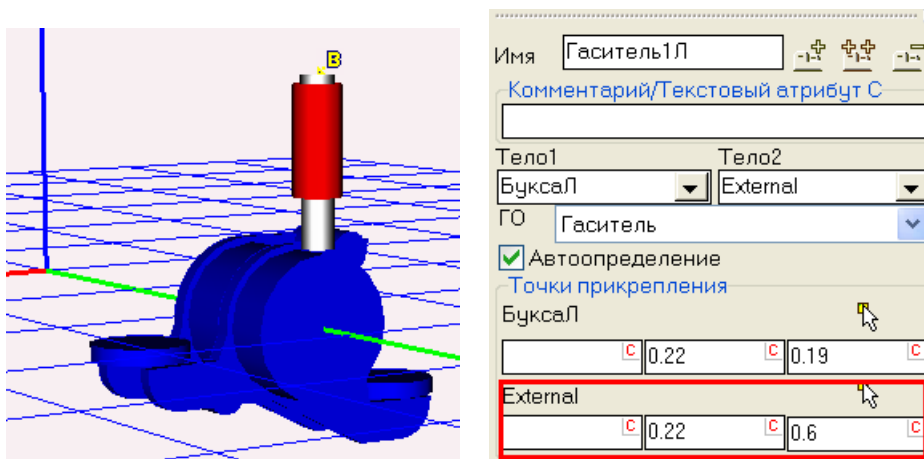 B
Имя Гаситель1Л
Комментарий/Текстовый атрибут C
Тело1 Тело2
БуксаЛ External
ГО Гаситель
Автоопределение
Точки прикрепления
БуксаЛ
C 0.22 C 0.19 C
External
C 0.22 C 0.6 C